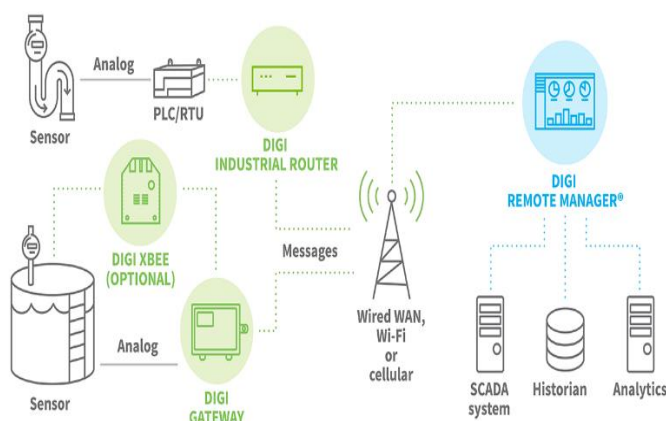 Analog
Sensor
PLC/RTU
DIGI
INDUSTRIAL ROUTER
DIGI XBEE
(OPTIONAL)
Analog
Sensor
DIGI
GATEWAY
Messages
Wired WAN,
Wi-Fi
or
cellular
DIGI
REMOTE MANAGER®
SCADA
system
Historian
Analytics